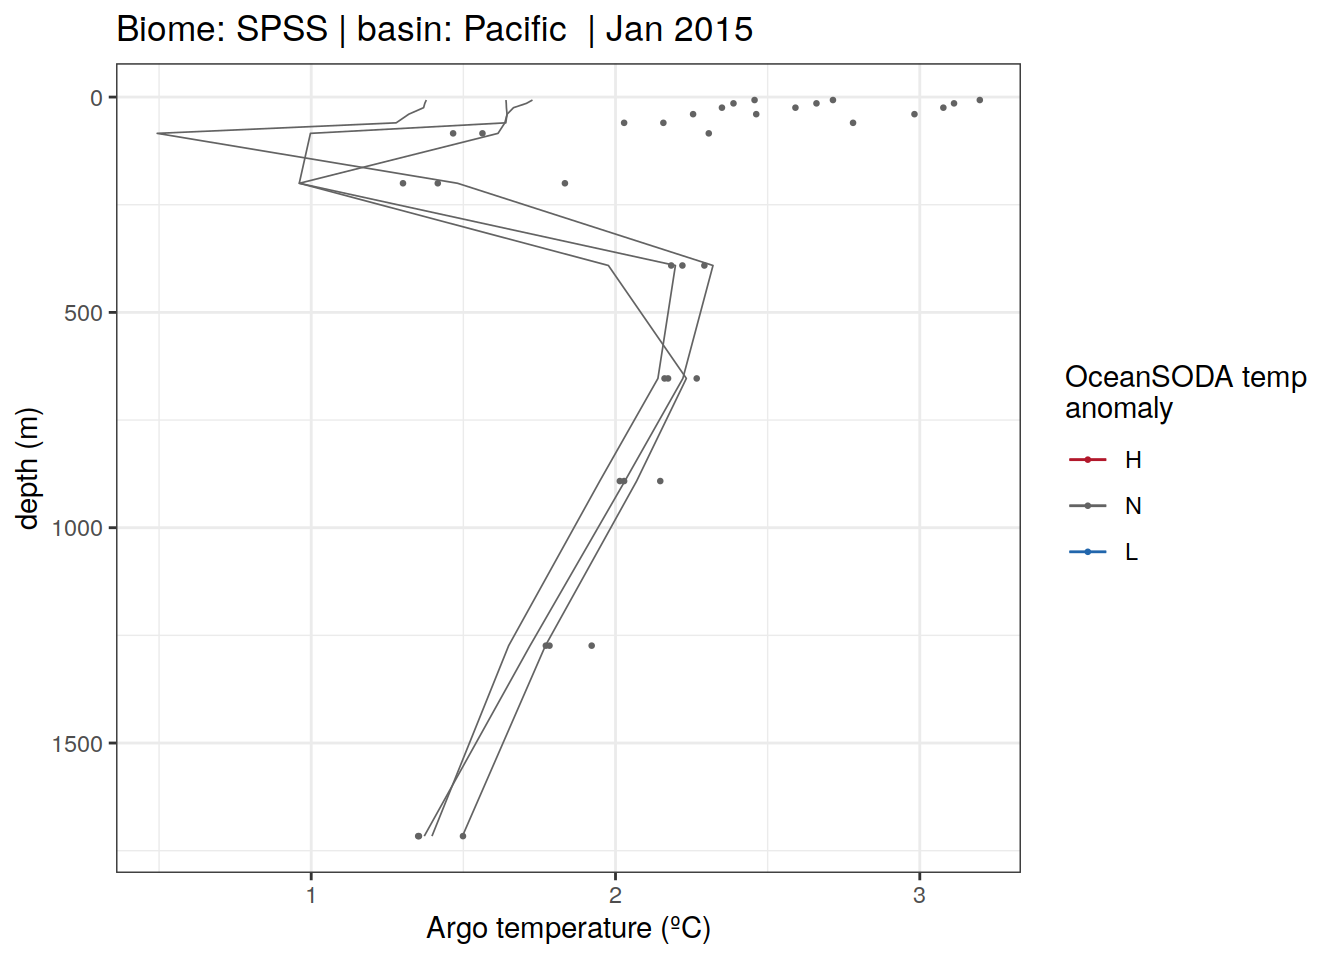 Biome: SPSS | basin: Pacific  | Jan 2015
0
500
1000
1500
depth (m)
1
2
3
Argo temperature (ºC)
OceanSODA temp
anomaly
H
N
L